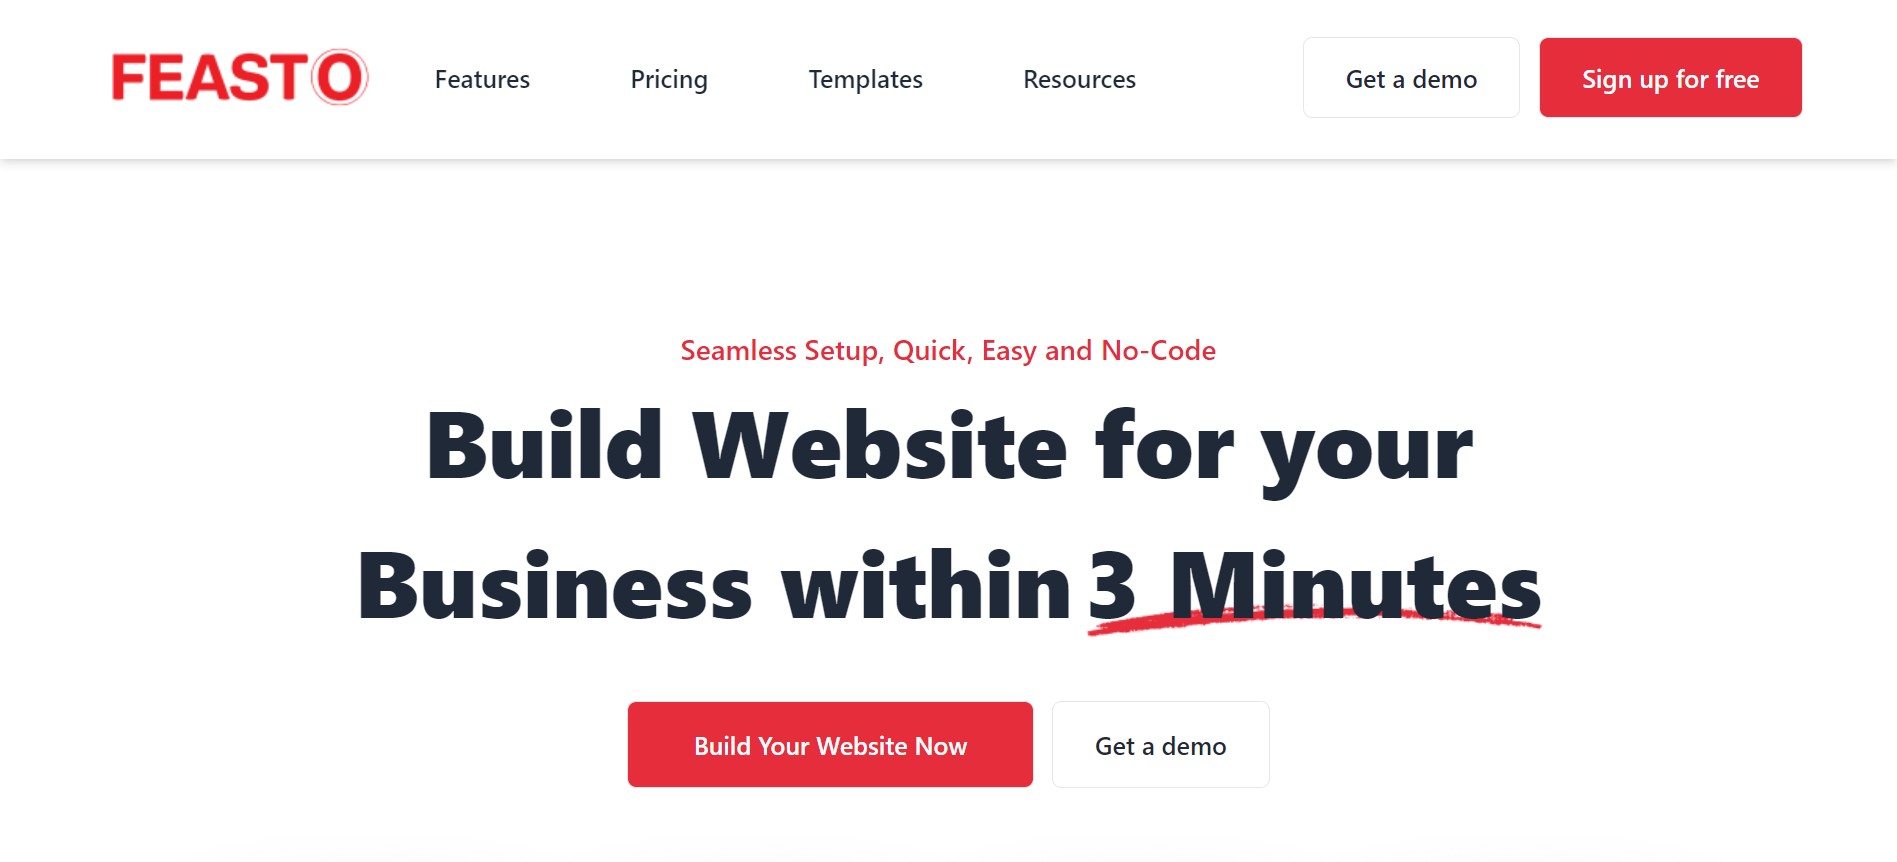 FEASTO
Features
Pricing
Templates
Resources
Get a demo
Sign up for free
Seamless Setup, Quick, Easy and No-Code
Build Website for your
Business within 3 Minutes
Build Your Website Now
Get a demo